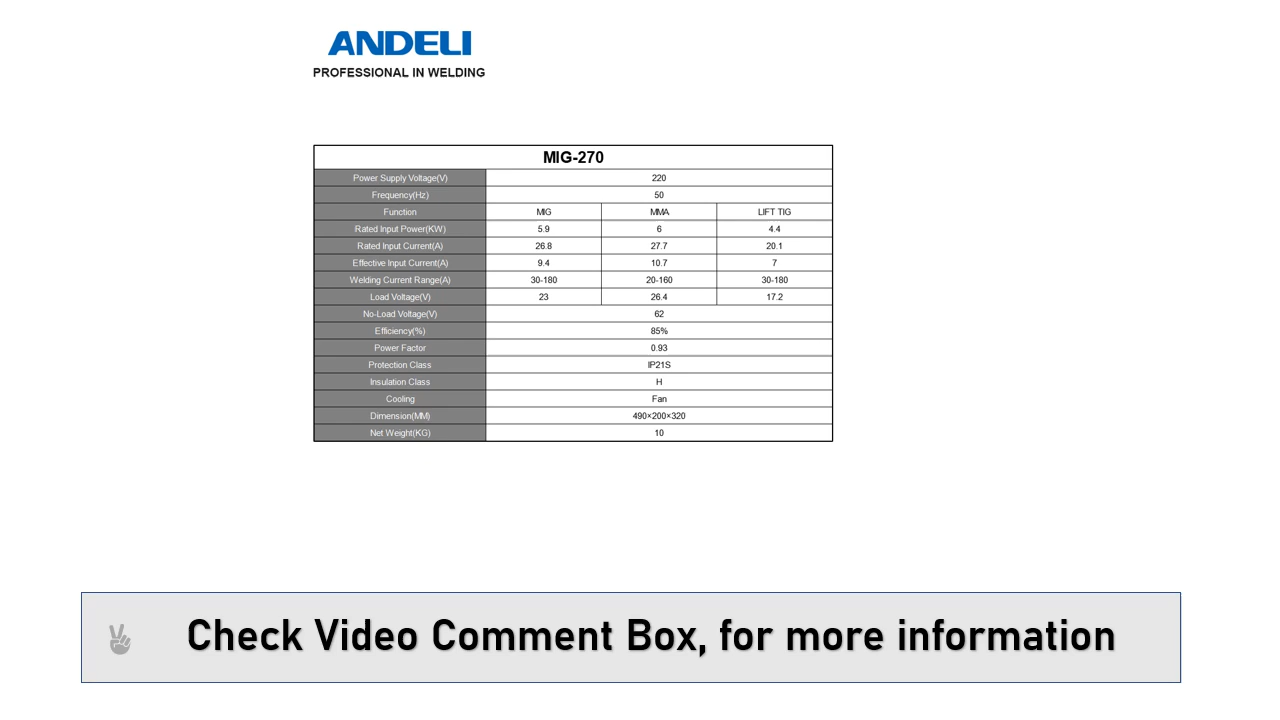 ANDELI
PROFESSIONAL IN WELDING
MIG-270
Power Supply Voltage(V) 220
Frequency(Hz) 50
Function MIG MMA LIFT TIG
Rated Input Power(KW) 5.9 6 4.4
Rated Input Current(A) 26.8 27.7 20.1
Effective Input Current(A) 9.4 10.7 7
Welding Current Range(A) 30-180 20-160 30-180
Load Voltage(V) 23 26.4 17.2
No-Load Voltage(V) 62
Efficiency(%) 85%
Power Factor 0.93
Protection Class IP21S
Insulation Class H
Cooling Fan
Dimension(MM) 490×200×320
Net Weight(KG) 10
Check Video Comment Box, for more information